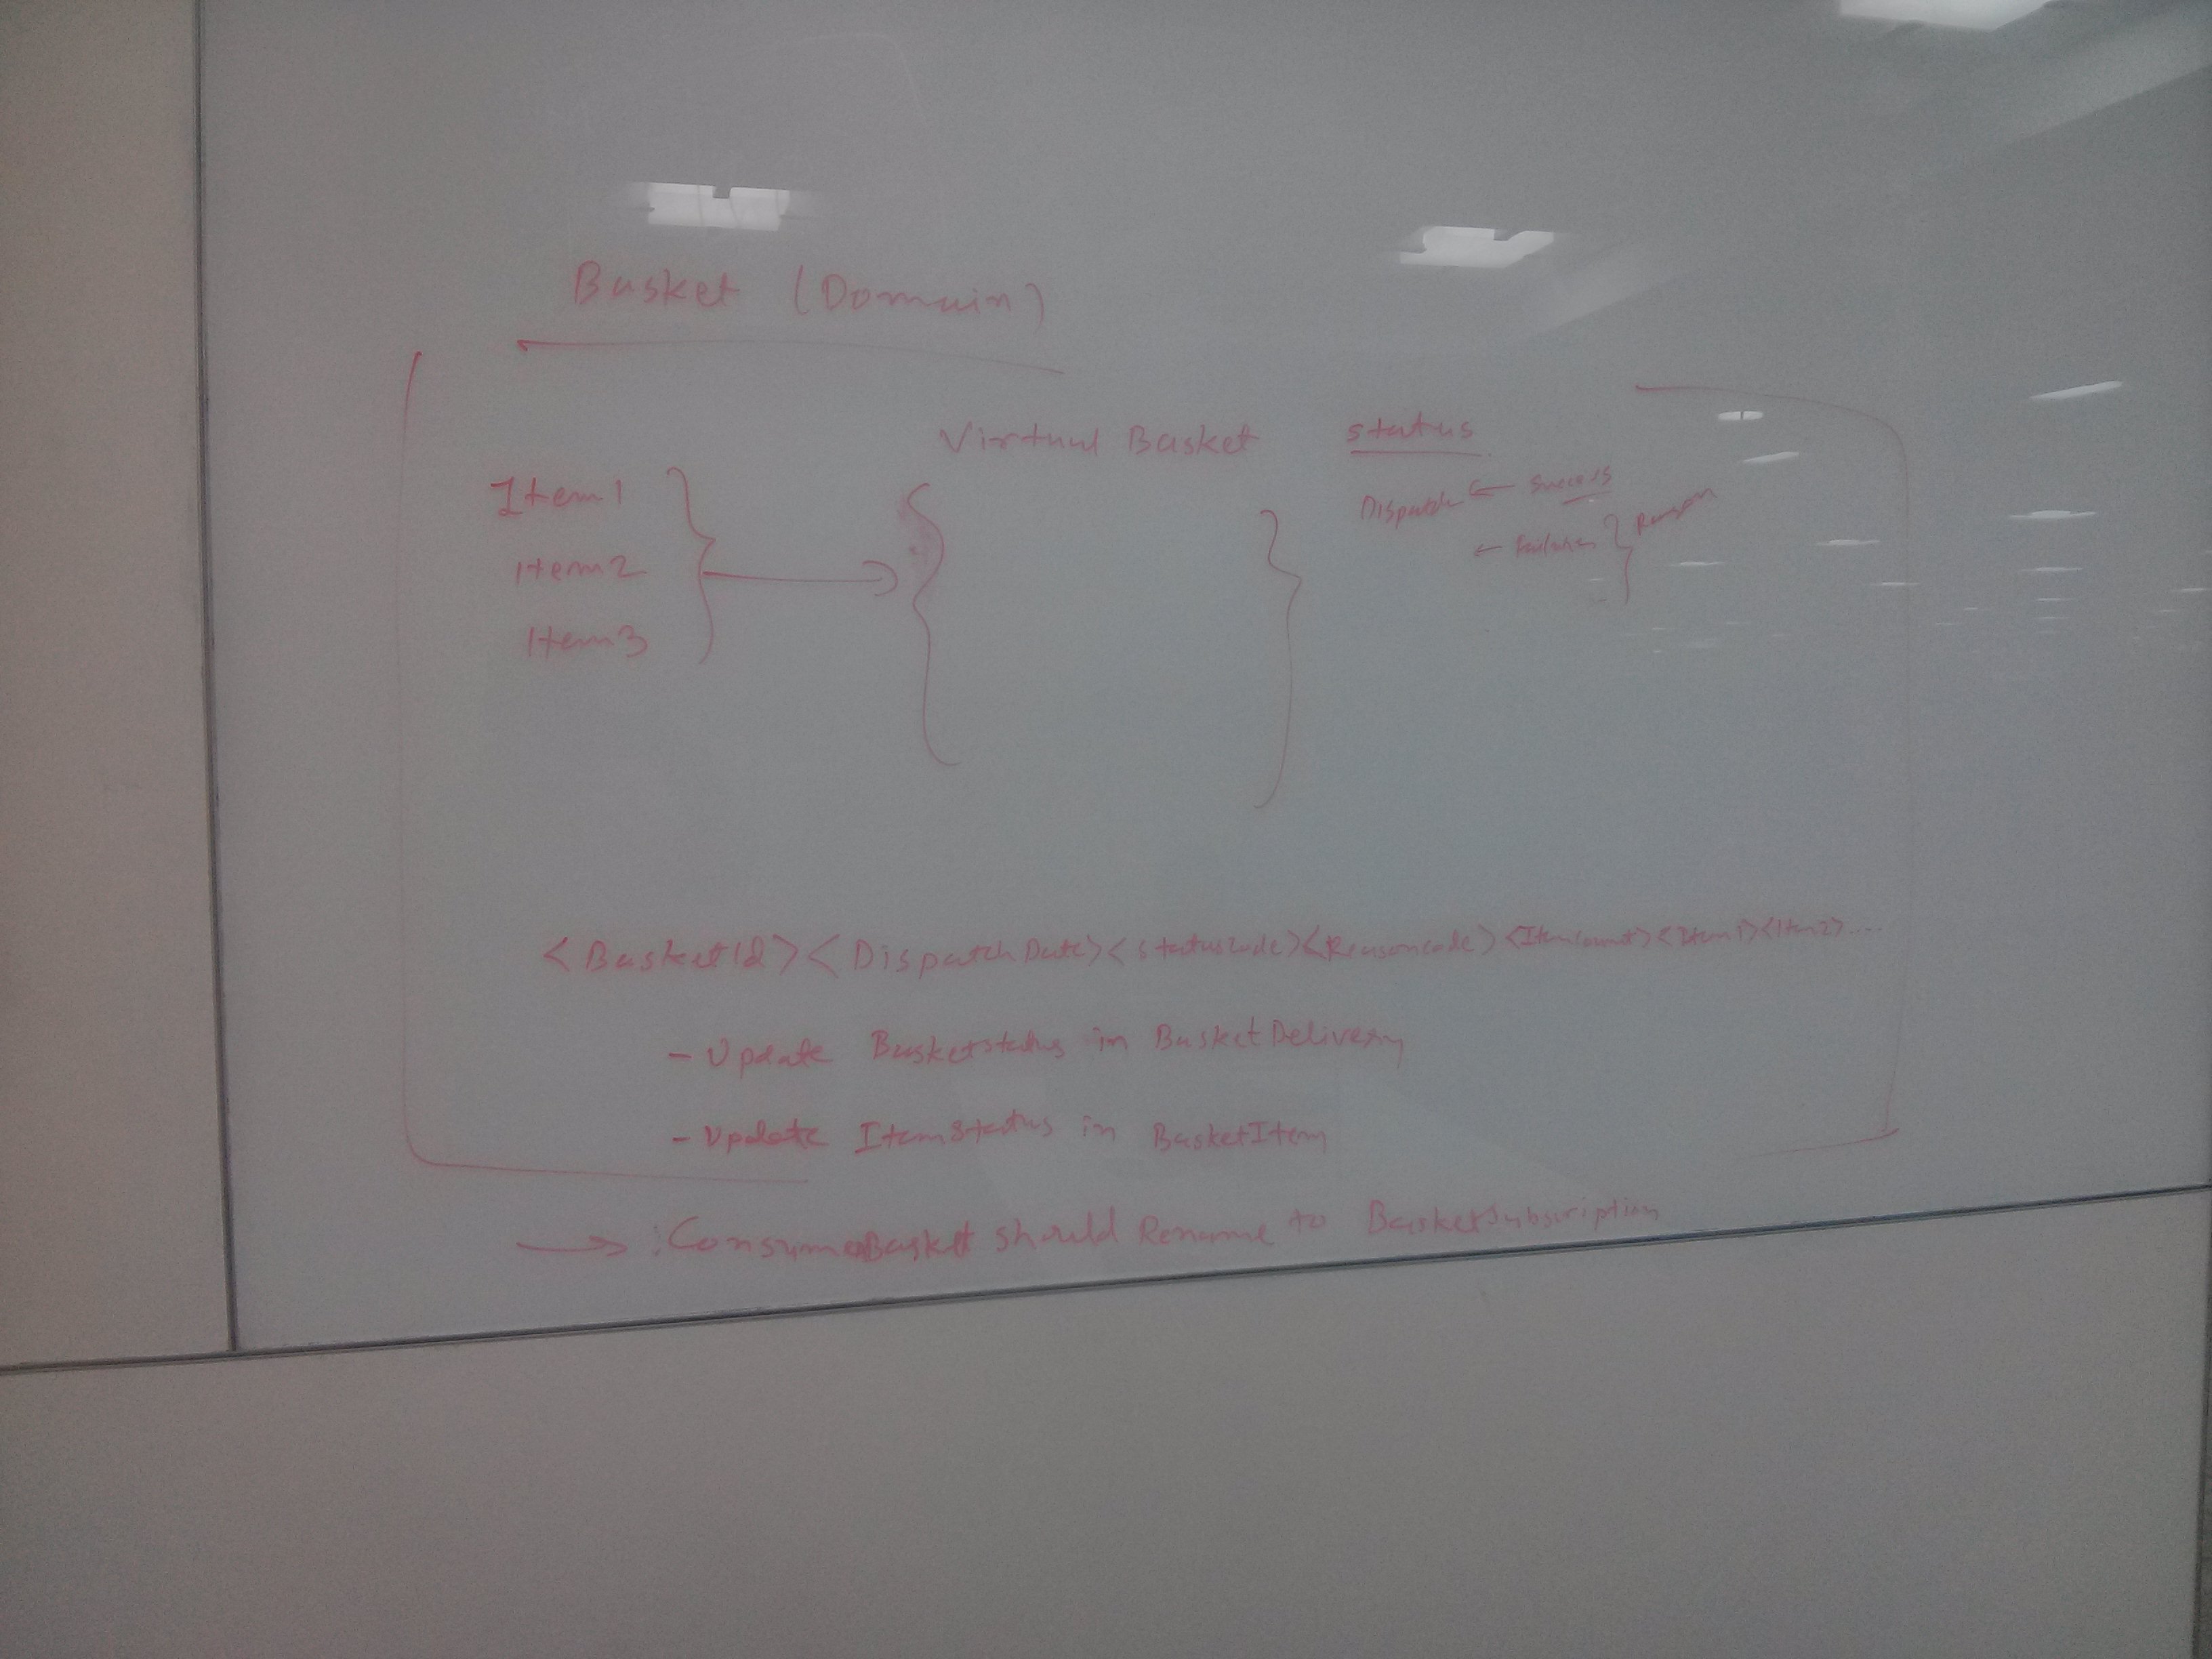 Basket (Domain)
Virtual Basket
status
Item1
Item2
Item3
Dispatch ← Success
← Failure } Reason
<BasketId><DispatchDate><statuscode><Reasoncode><Itemcount><Item1><Item2>....
- Update Basketstatus in BasketDelivery
- Update ItemStatus in BasketItem
→ : ConsumerBasket should Rename to BasketSubscription